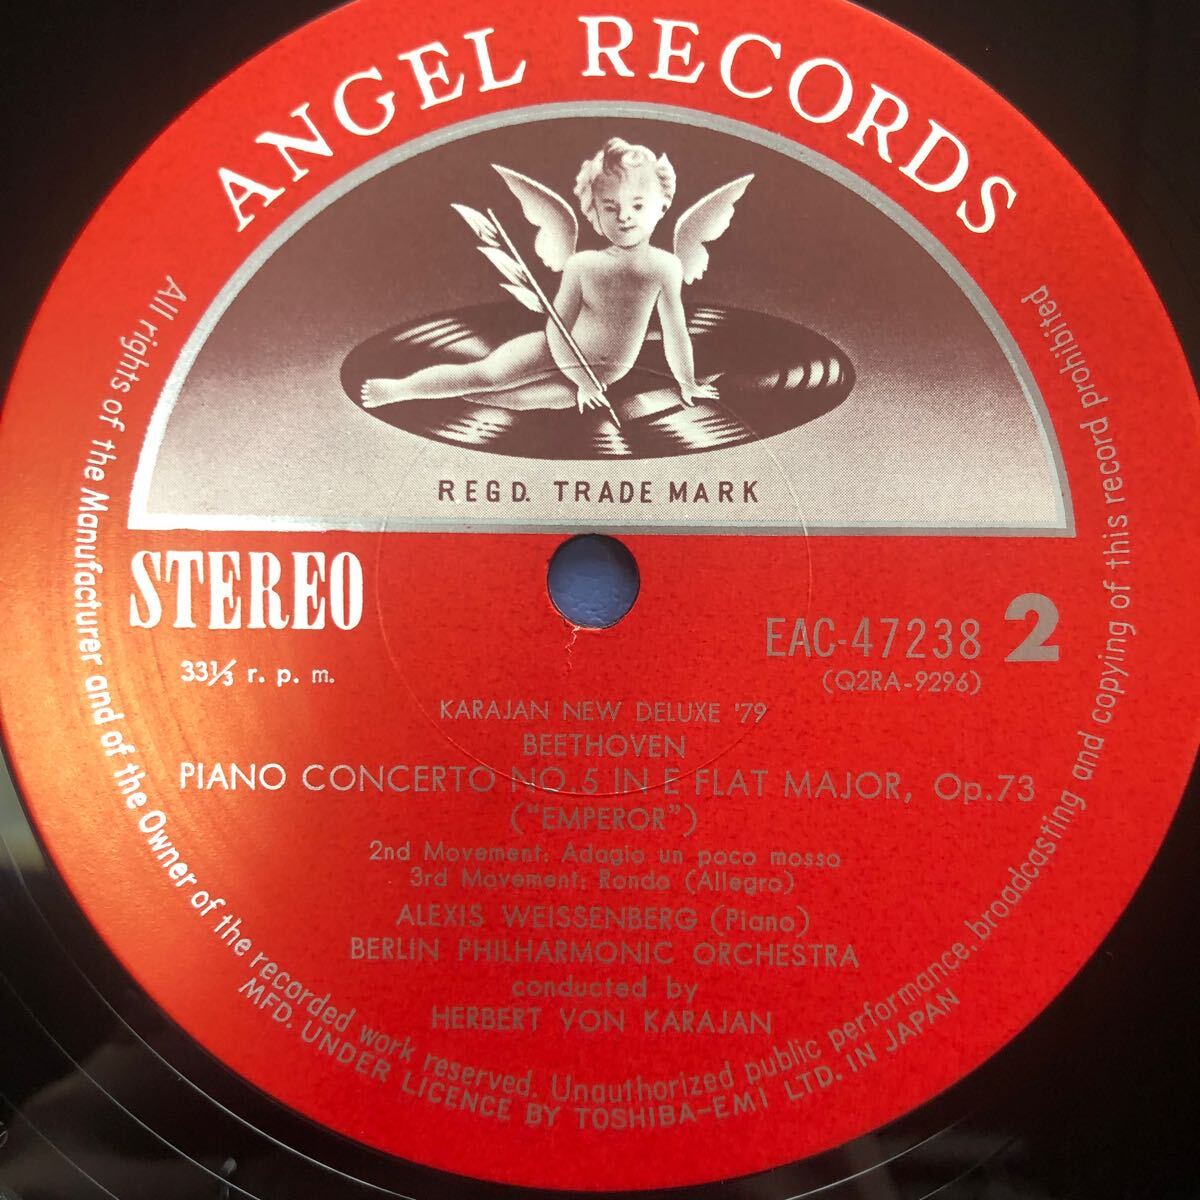 ANGEL RECORDS
REGD. TRADE MARK
STEREO
33⅓ r. p. m.
EAC-47238 2
(Q2RA-9296)
KARAJAN NEW DELUXE '79
BEETHOVEN
PIANO CONCERTO NO.5 IN E FLAT MAJOR, Op.73
("EMPEROR")
2nd Movement: Adagio un poco mosso
3rd Movement: Rondo (Allegro)
ALEXIS WEISSENBERG (Piano)
BERLIN PHILHARMONIC ORCHESTRA
conducted by
HERBERT VON KARAJAN
All rights of the Manufacturer and of the Owner of the recorded work reserved. Unauthorized public performance, broadcasting and copying of this record prohibited
MFD. UNDER LICENCE BY TOSHIBA-EMI LTD. IN JAPAN